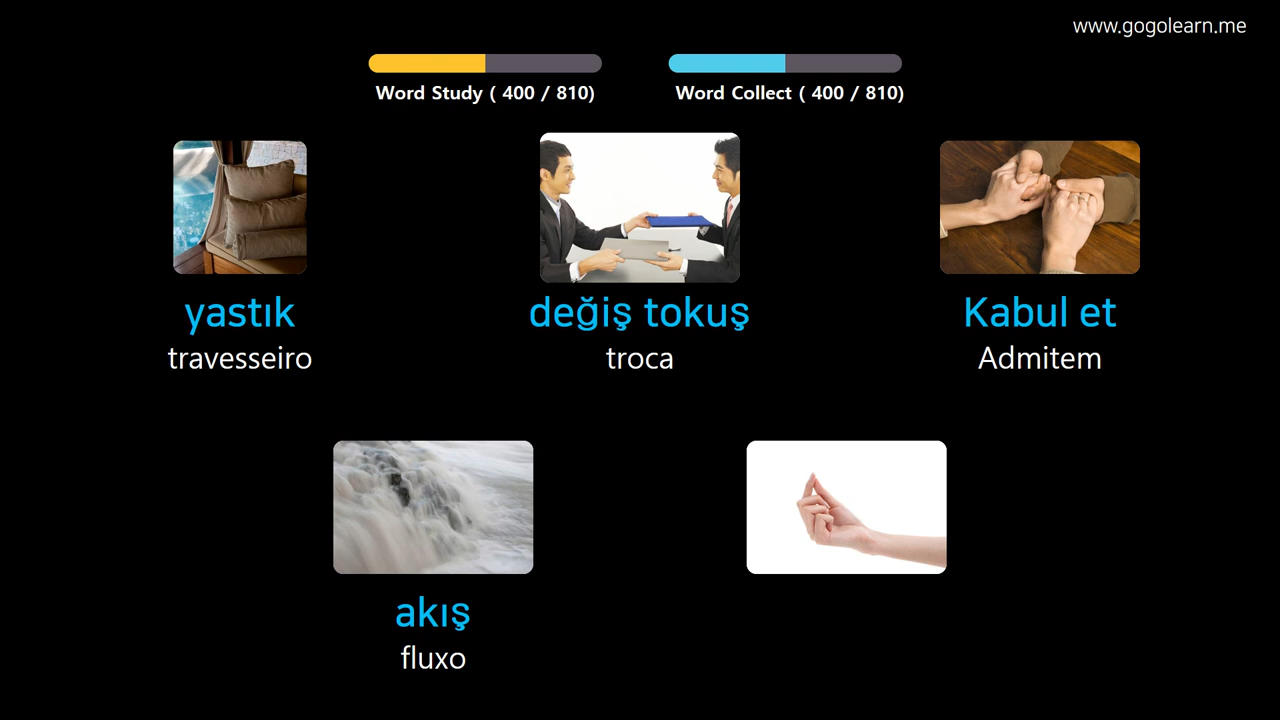 www.gogolearn.me
Word Study ( 400 / 810)
Word Collect ( 400 / 810)
yastık
travesseiro
değiş tokuş
troca
Kabul et
Admitem
akış
fluxo